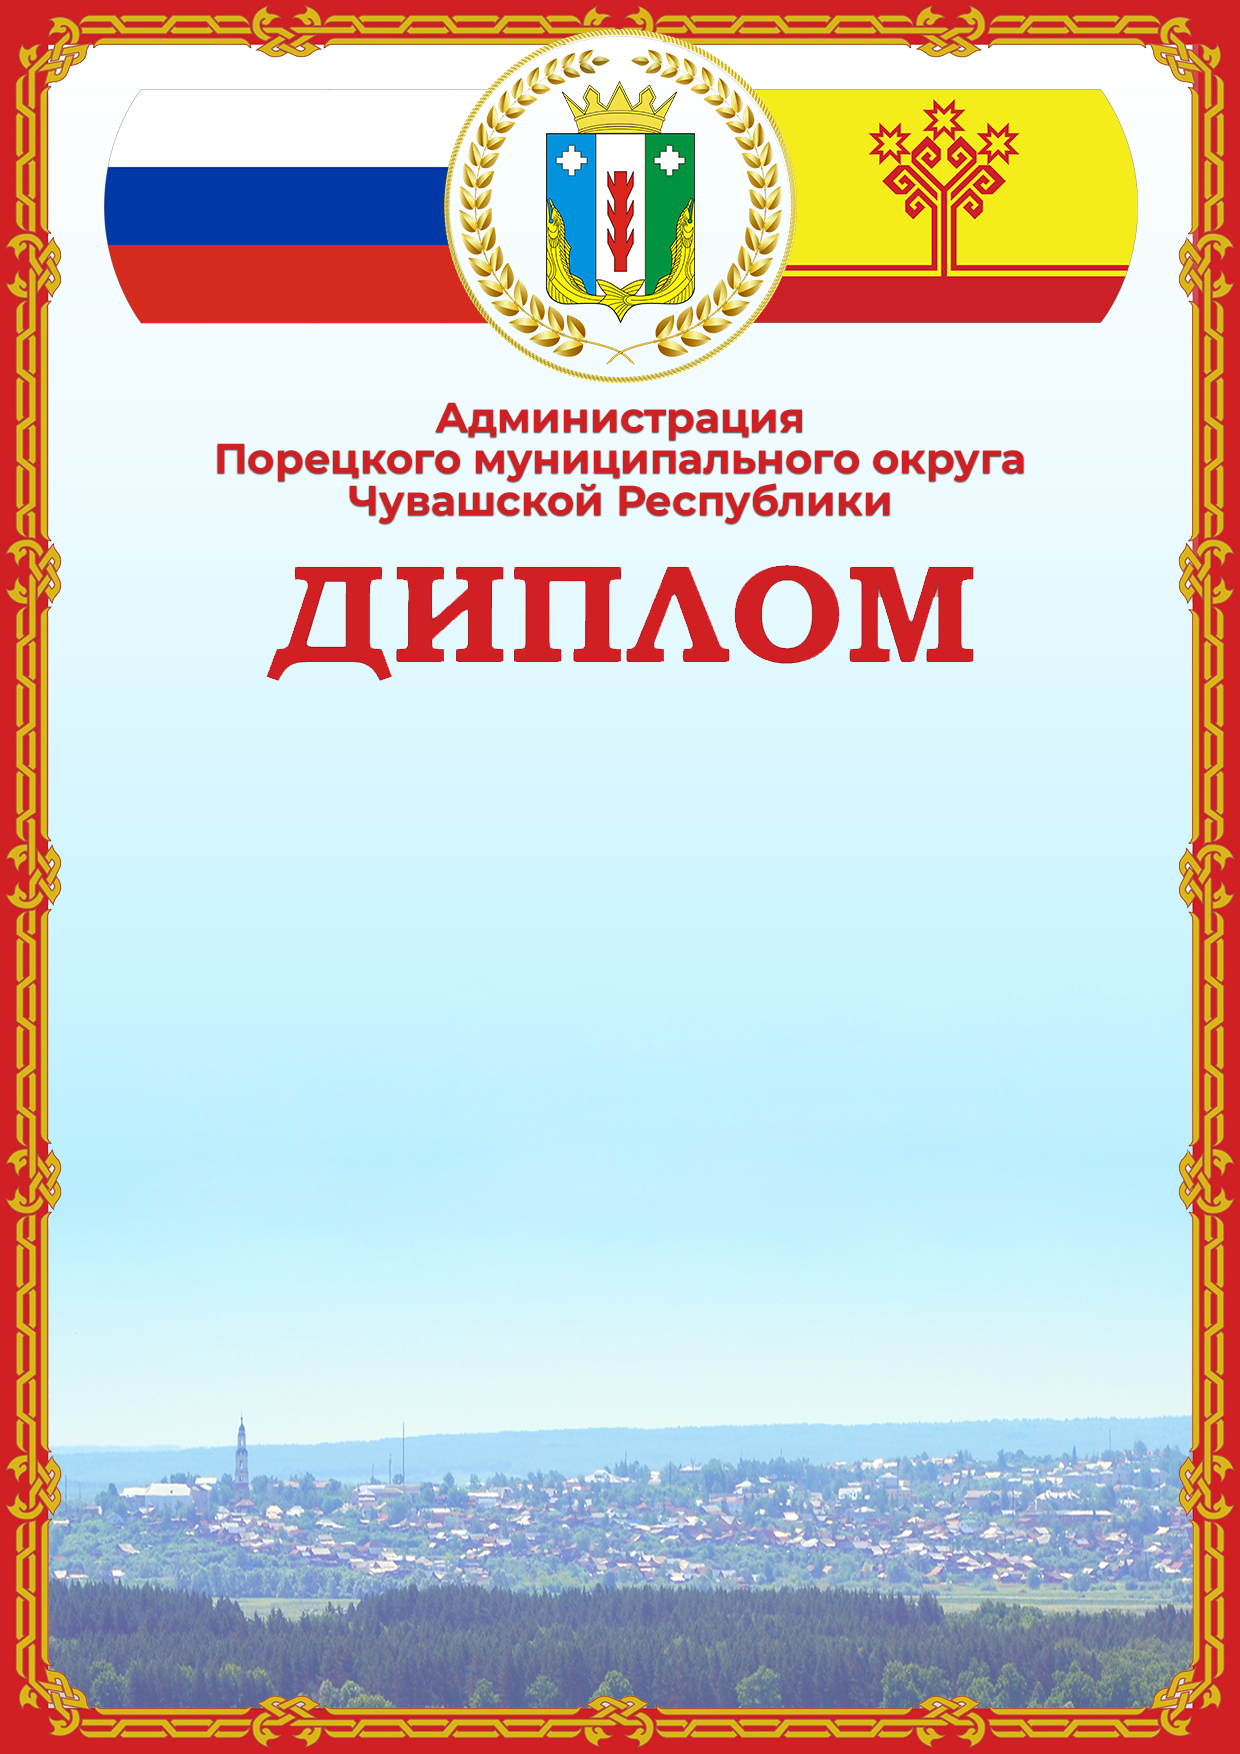 Администрация
Порецкого муниципального округа
Чувашской Республики
ДИПЛОМ